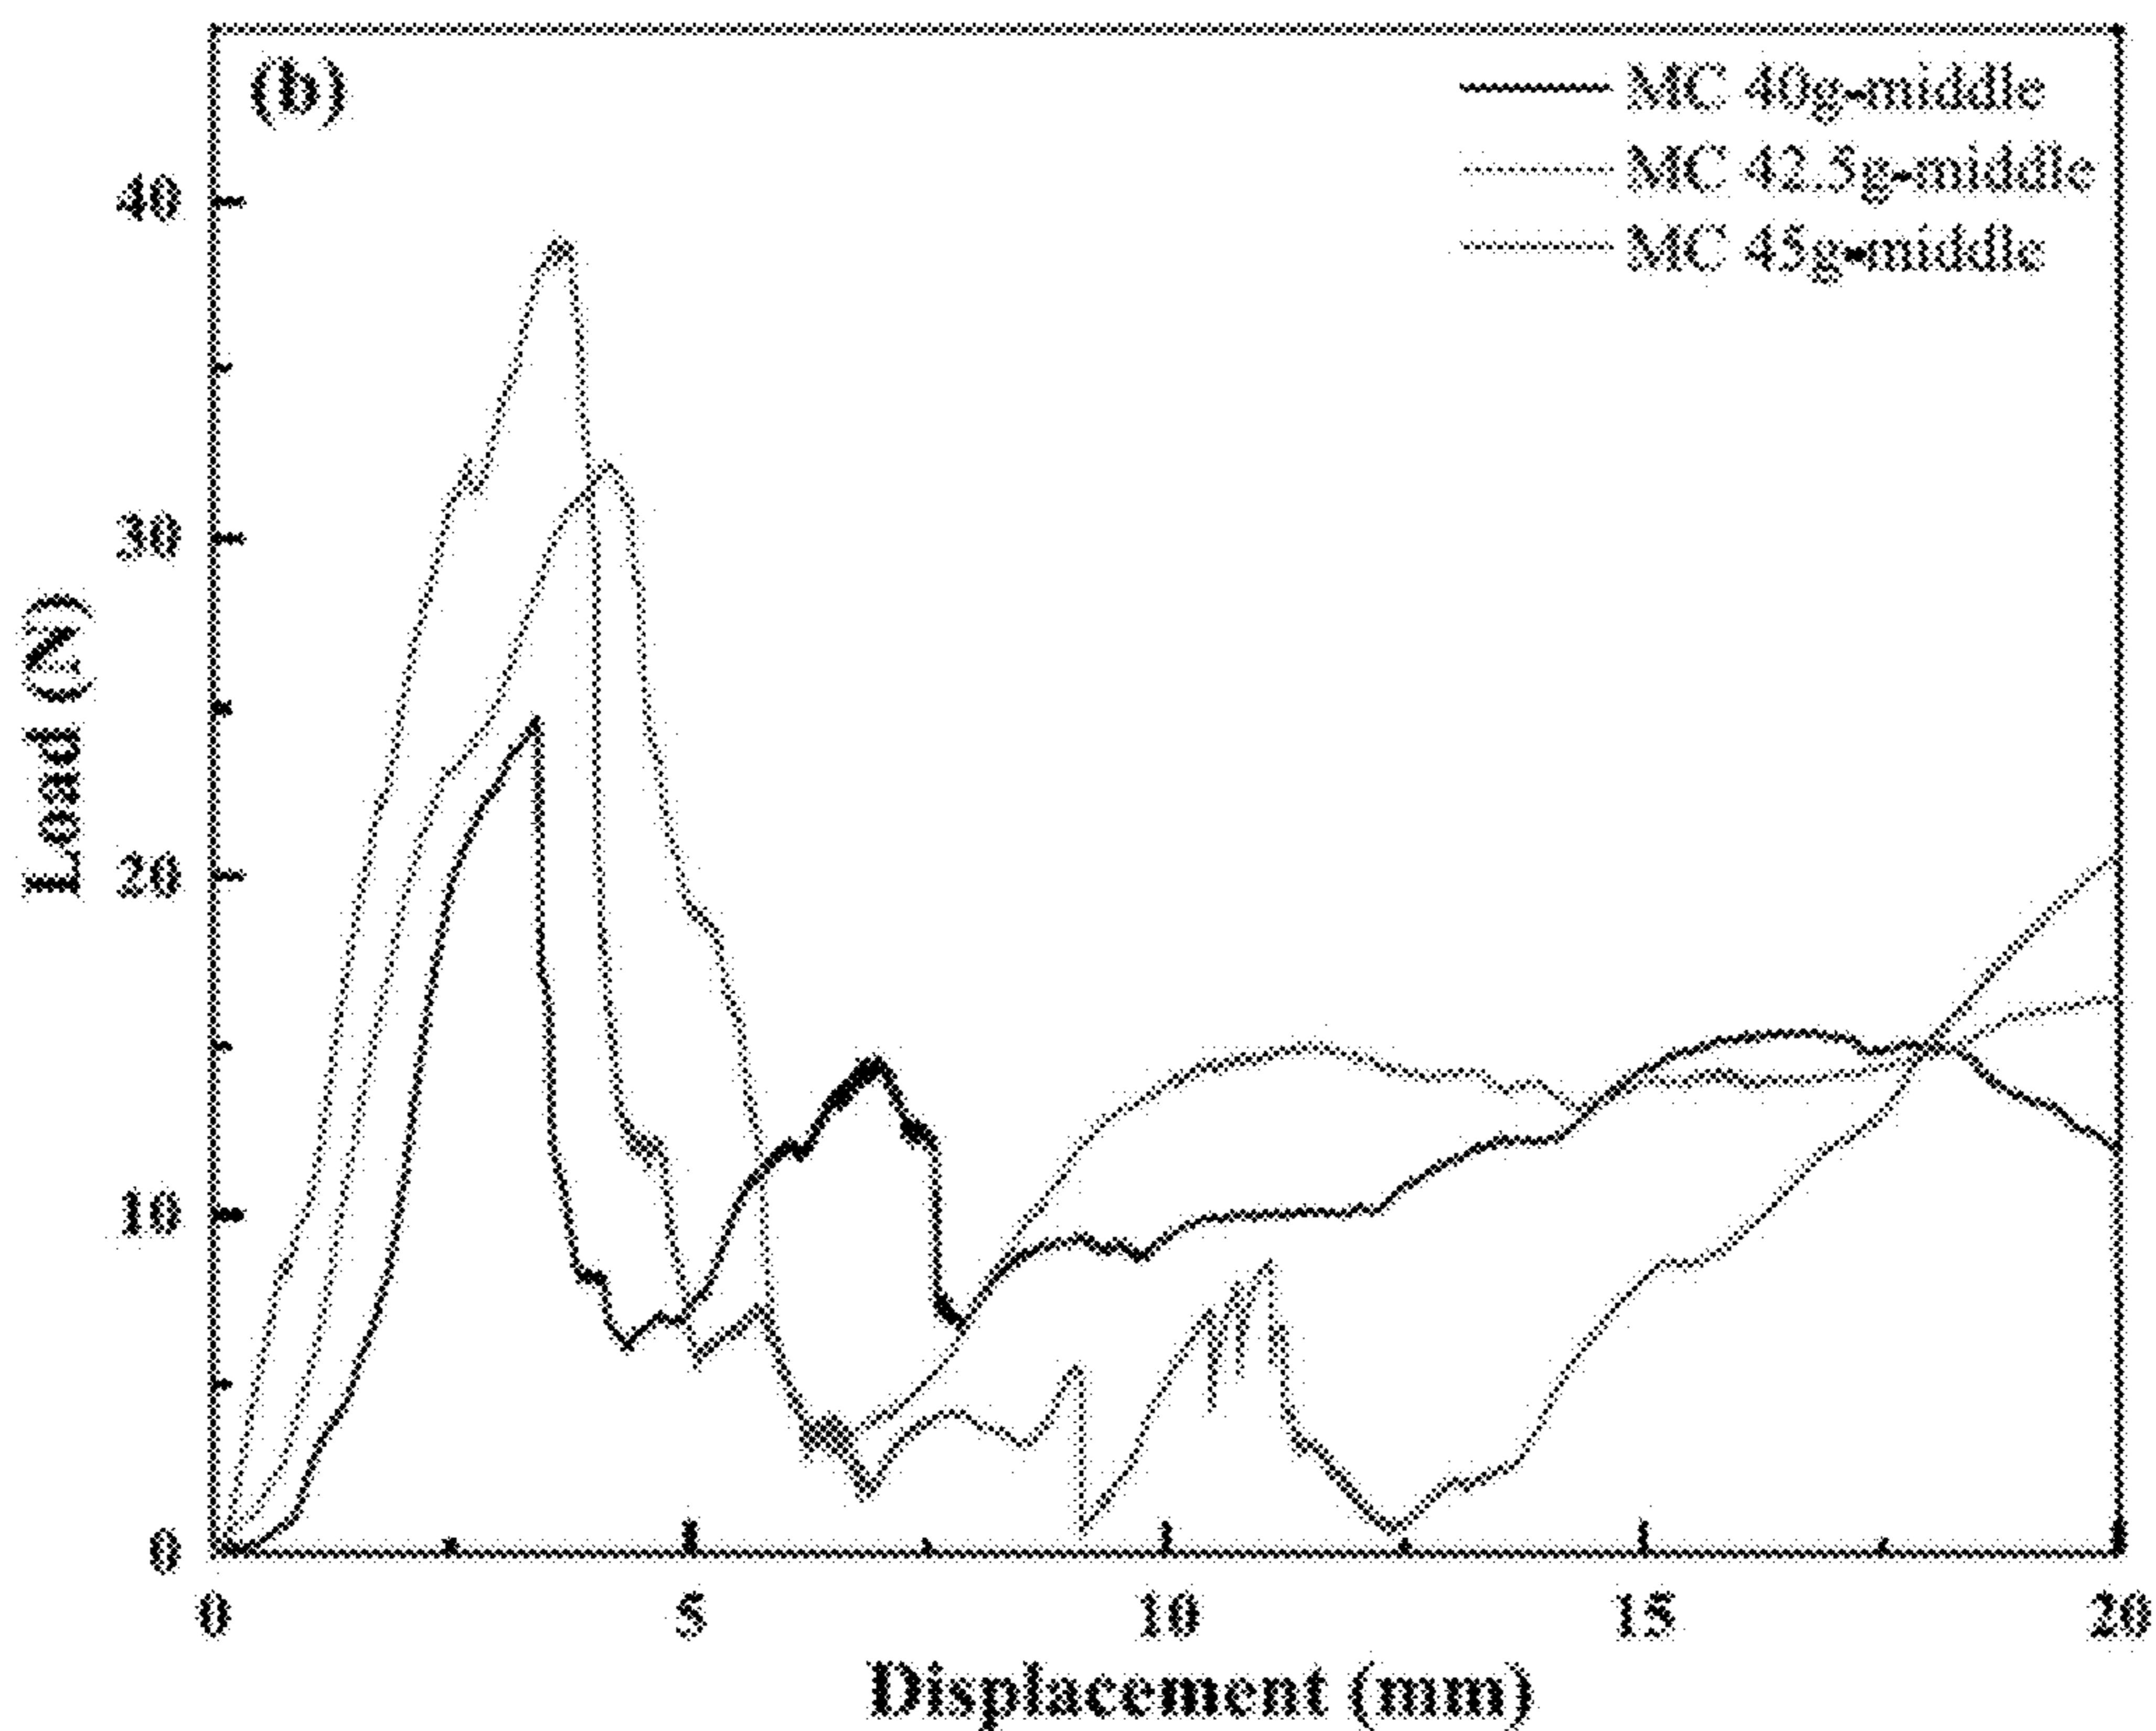 (b)
MC 40g-middle
MC 42.5g-middle
MC 45g-middle
40
30
20
10
0
Load (N)
0 5 10 15 20
Displacement (mm)